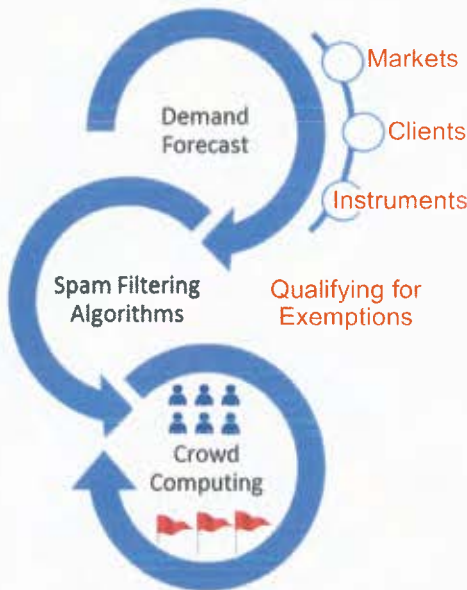 Markets
Demand
Forecast
Clients
Instruments
Spam Filtering
Algorithms
Qualifying for
Exemptions
Crowd
Computing